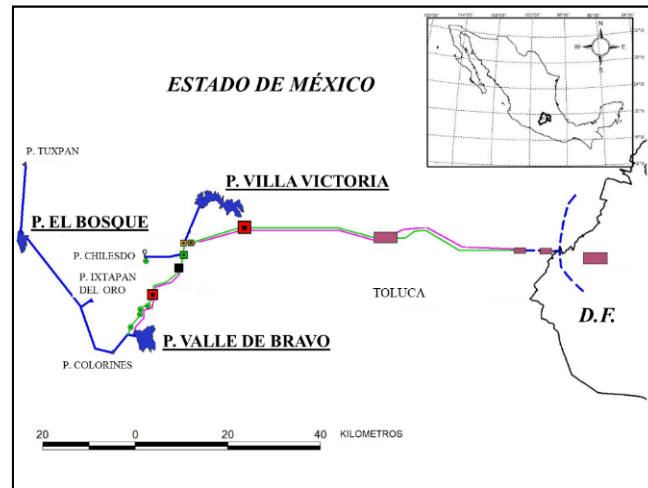 ESTADO DE MÉXICO
N
W
E
S
P. TUXPAN
P. VILLA VICTORIA
P. EL BOSQUE
P. CHILESDO
P. IXTAPAN
DEL ORO
TOLUCA
D.F.
P. VALLE DE BRAVO
P. COLORINES
20 0 20 40 KILOMETROS